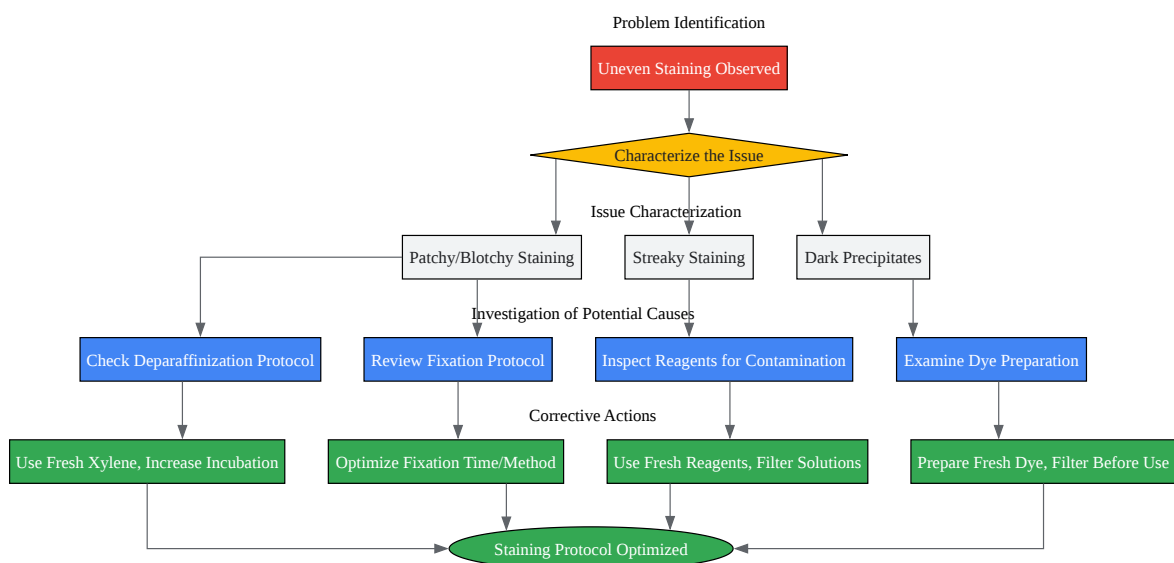 Problem Identification
Uneven Staining Observed
Characterize the Issue
Issue Characterization
Patchy/Blotchy Staining
Streaky Staining
Dark Precipitates
Investigation of Potential Causes
Check Deparaffinization Protocol
Review Fixation Protocol
Inspect Reagents for Contamination
Examine Dye Preparation
Corrective Actions
Use Fresh Xylene, Increase Incubation
Optimize Fixation Time/Method
Use Fresh Reagents, Filter Solutions
Prepare Fresh Dye, Filter Before Use
Staining Protocol Optimized